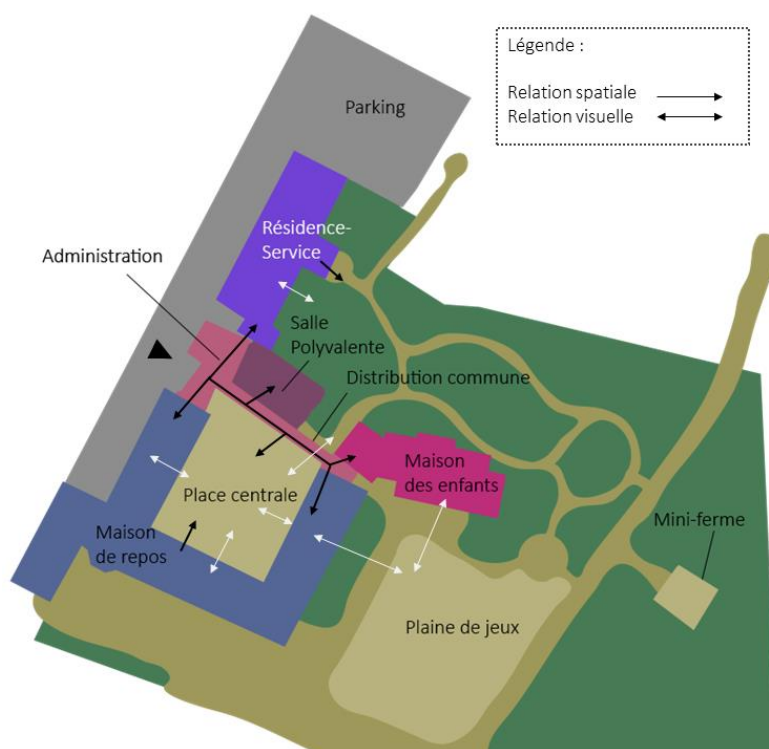 Légende :
Relation spatiale
Relation visuelle
Parking
Résidence-
Service
Administration
Salle
Polyvalente
Distribution commune
Maison
des enfants
Place centrale
Mini-ferme
Maison
de repos
Plaine de jeux